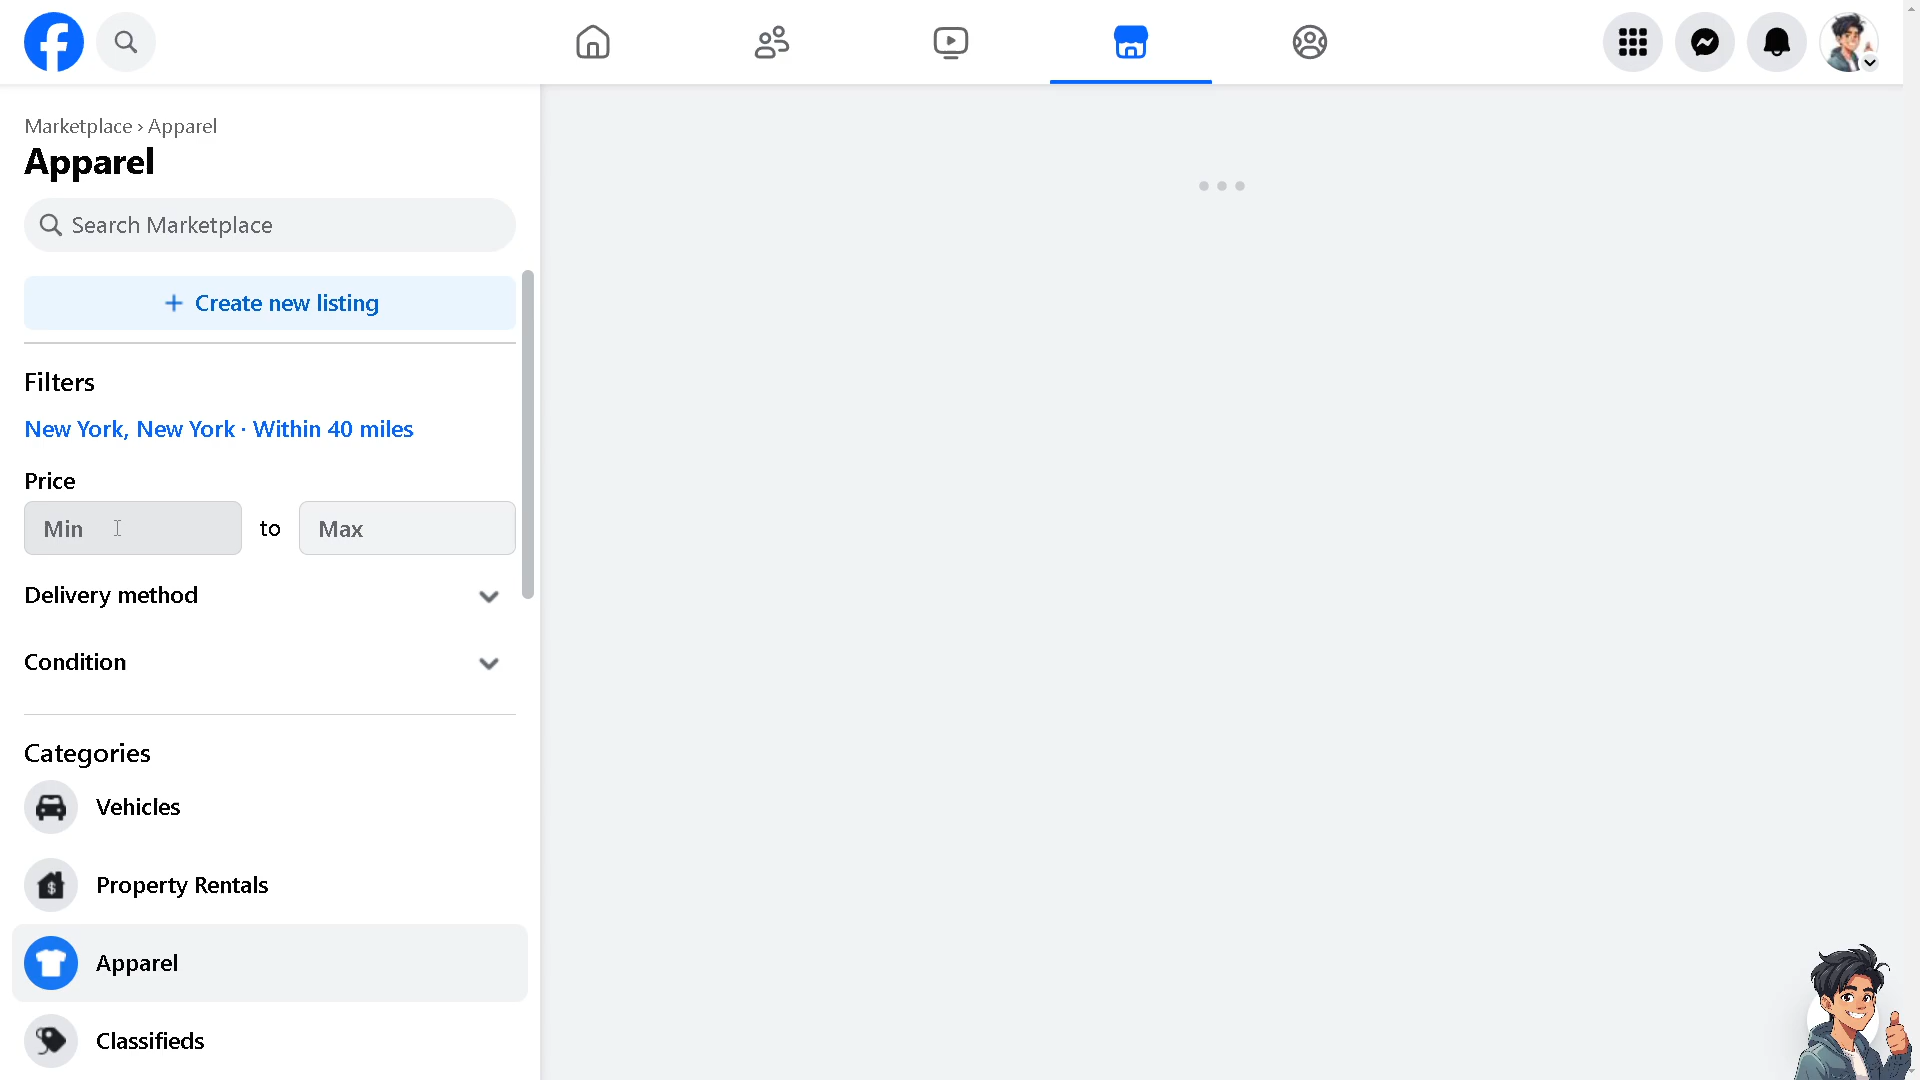 Marketplace › Apparel
Apparel
Search Marketplace
+ Create new listing
Filters
New York, New York · Within 40 miles
Price
Min to Max
Delivery method
Condition
Categories
Vehicles
Property Rentals
Apparel
Classifieds